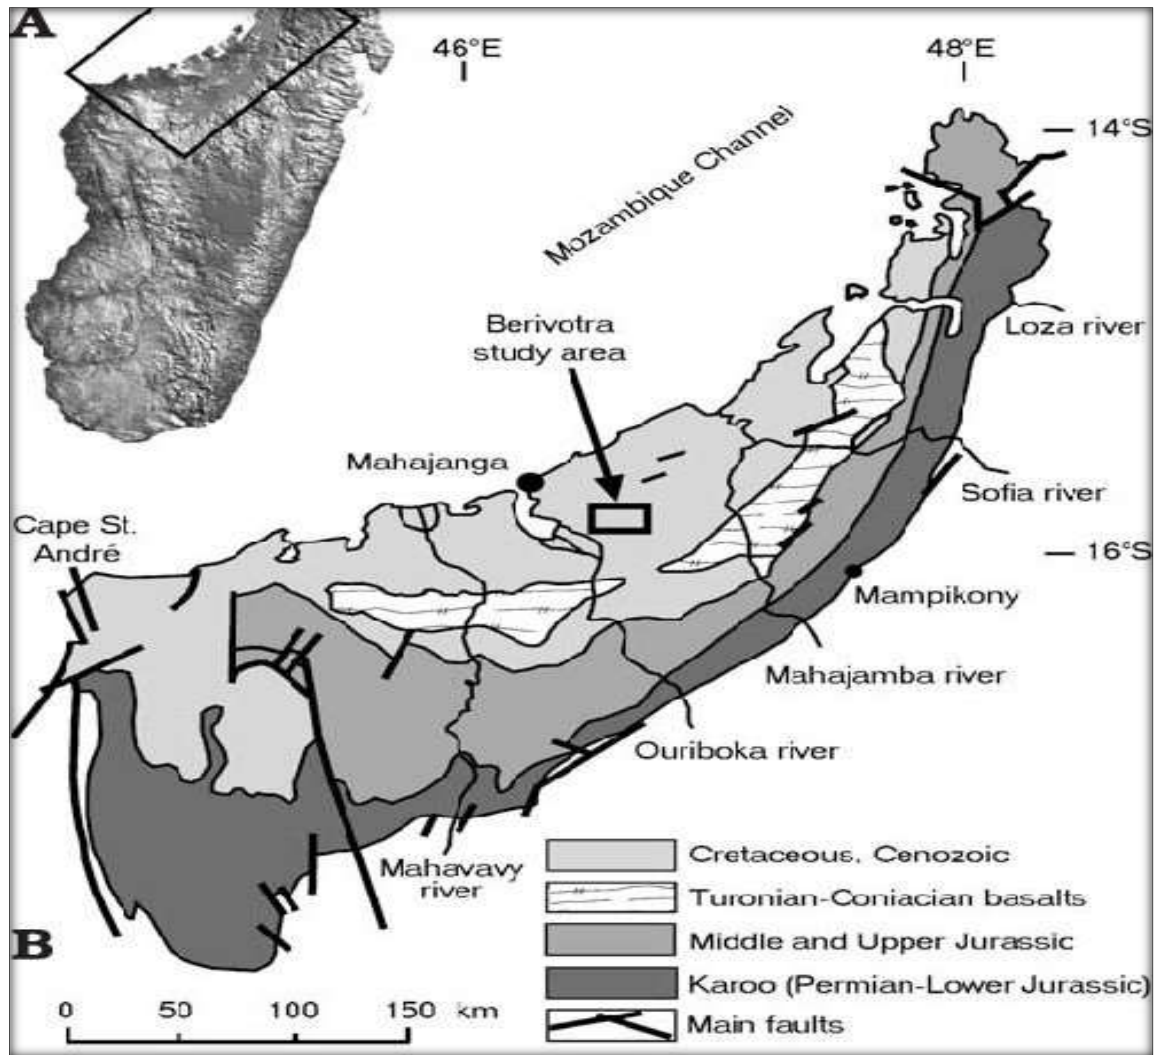 A
46°E
48°E
14°S
Mozambique Channel
Loza river
Berivotra
study area
Mahajanga
Sofia river
Cape St.
André
16°S
Mampikony
Mahajamba river
Ouriboka river
Mahavavy
river
Cretaceous, Cenozoic
Turonian-Coniacian basalts
Middle and Upper Jurassic
Karoo (Permian-Lower Jurassic)
Main faults
B
0 50 100 150 km